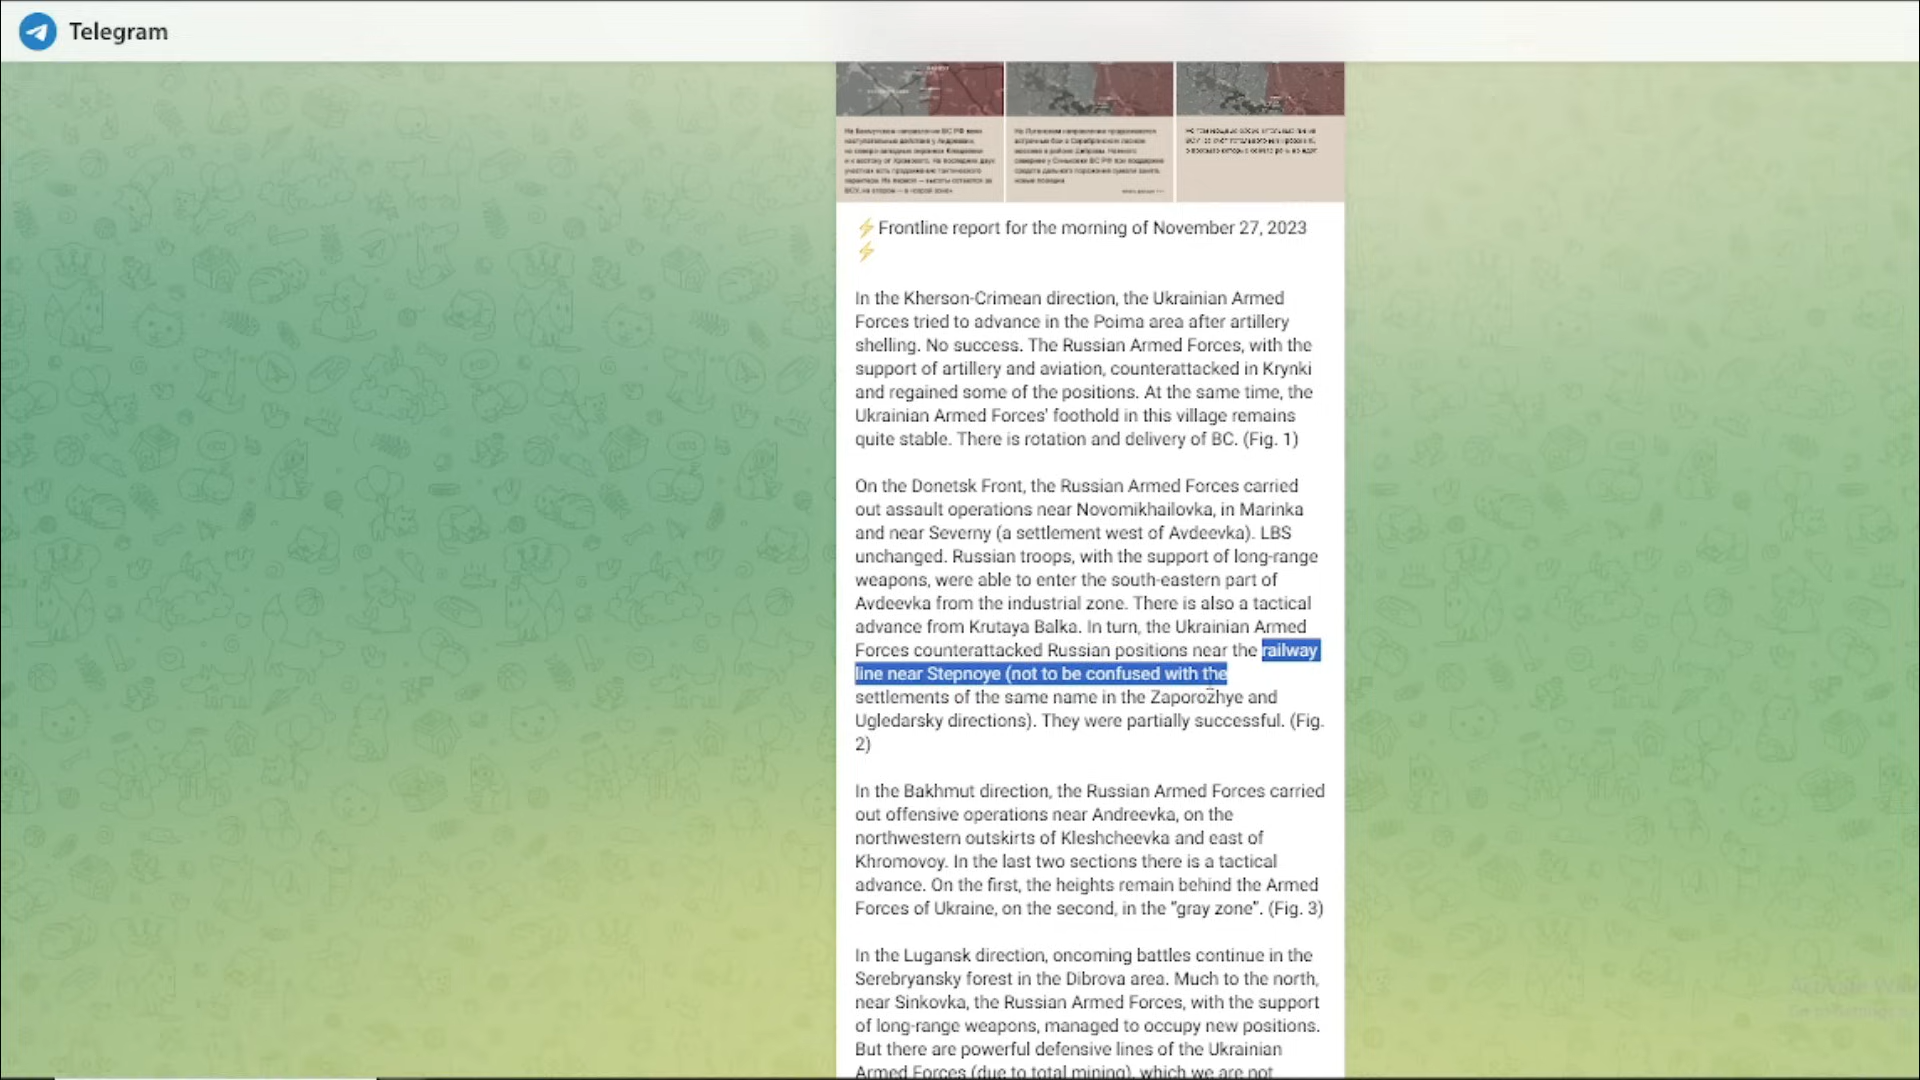 Telegram
⚡Frontline report for the morning of November 27, 2023
⚡
In the Kherson-Crimean direction, the Ukrainian Armed
Forces tried to advance in the Poima area after artillery
shelling. No success. The Russian Armed Forces, with the
support of artillery and aviation, counterattacked in Krynki
and regained some of the positions. At the same time, the
Ukrainian Armed Forces' foothold in this village remains
quite stable. There is rotation and delivery of BC. (Fig. 1)
On the Donetsk Front, the Russian Armed Forces carried
out assault operations near Novomikhailovka, in Marinka
and near Severny (a settlement west of Avdeevka). LBS
unchanged. Russian troops, with the support of long-range
weapons, were able to enter the south-eastern part of
Avdeevka from the industrial zone. There is also a tactical
advance from Krutaya Balka. In turn, the Ukrainian Armed
Forces counterattacked Russian positions near the railway
line near Stepnoye (not to be confused with the
settlements of the same name in the Zaporozhye and
Ugledarsky directions). They were partially successful. (Fig.
2)
In the Bakhmut direction, the Russian Armed Forces carried
out offensive operations near Andreevka, on the
northwestern outskirts of Kleshcheevka and east of
Khromovoy. In the last two sections there is a tactical
advance. On the first, the heights remain behind the Armed
Forces of Ukraine, on the second, in the "gray zone". (Fig. 3)
In the Lugansk direction, oncoming battles continue in the
Serebryansky forest in the Dibrova area. Much to the north,
near Sinkovka, the Russian Armed Forces, with the support
of long-range weapons, managed to occupy new positions.
But there are powerful defensive lines of the Ukrainian
Armed Forces (due to total mining), which we are not